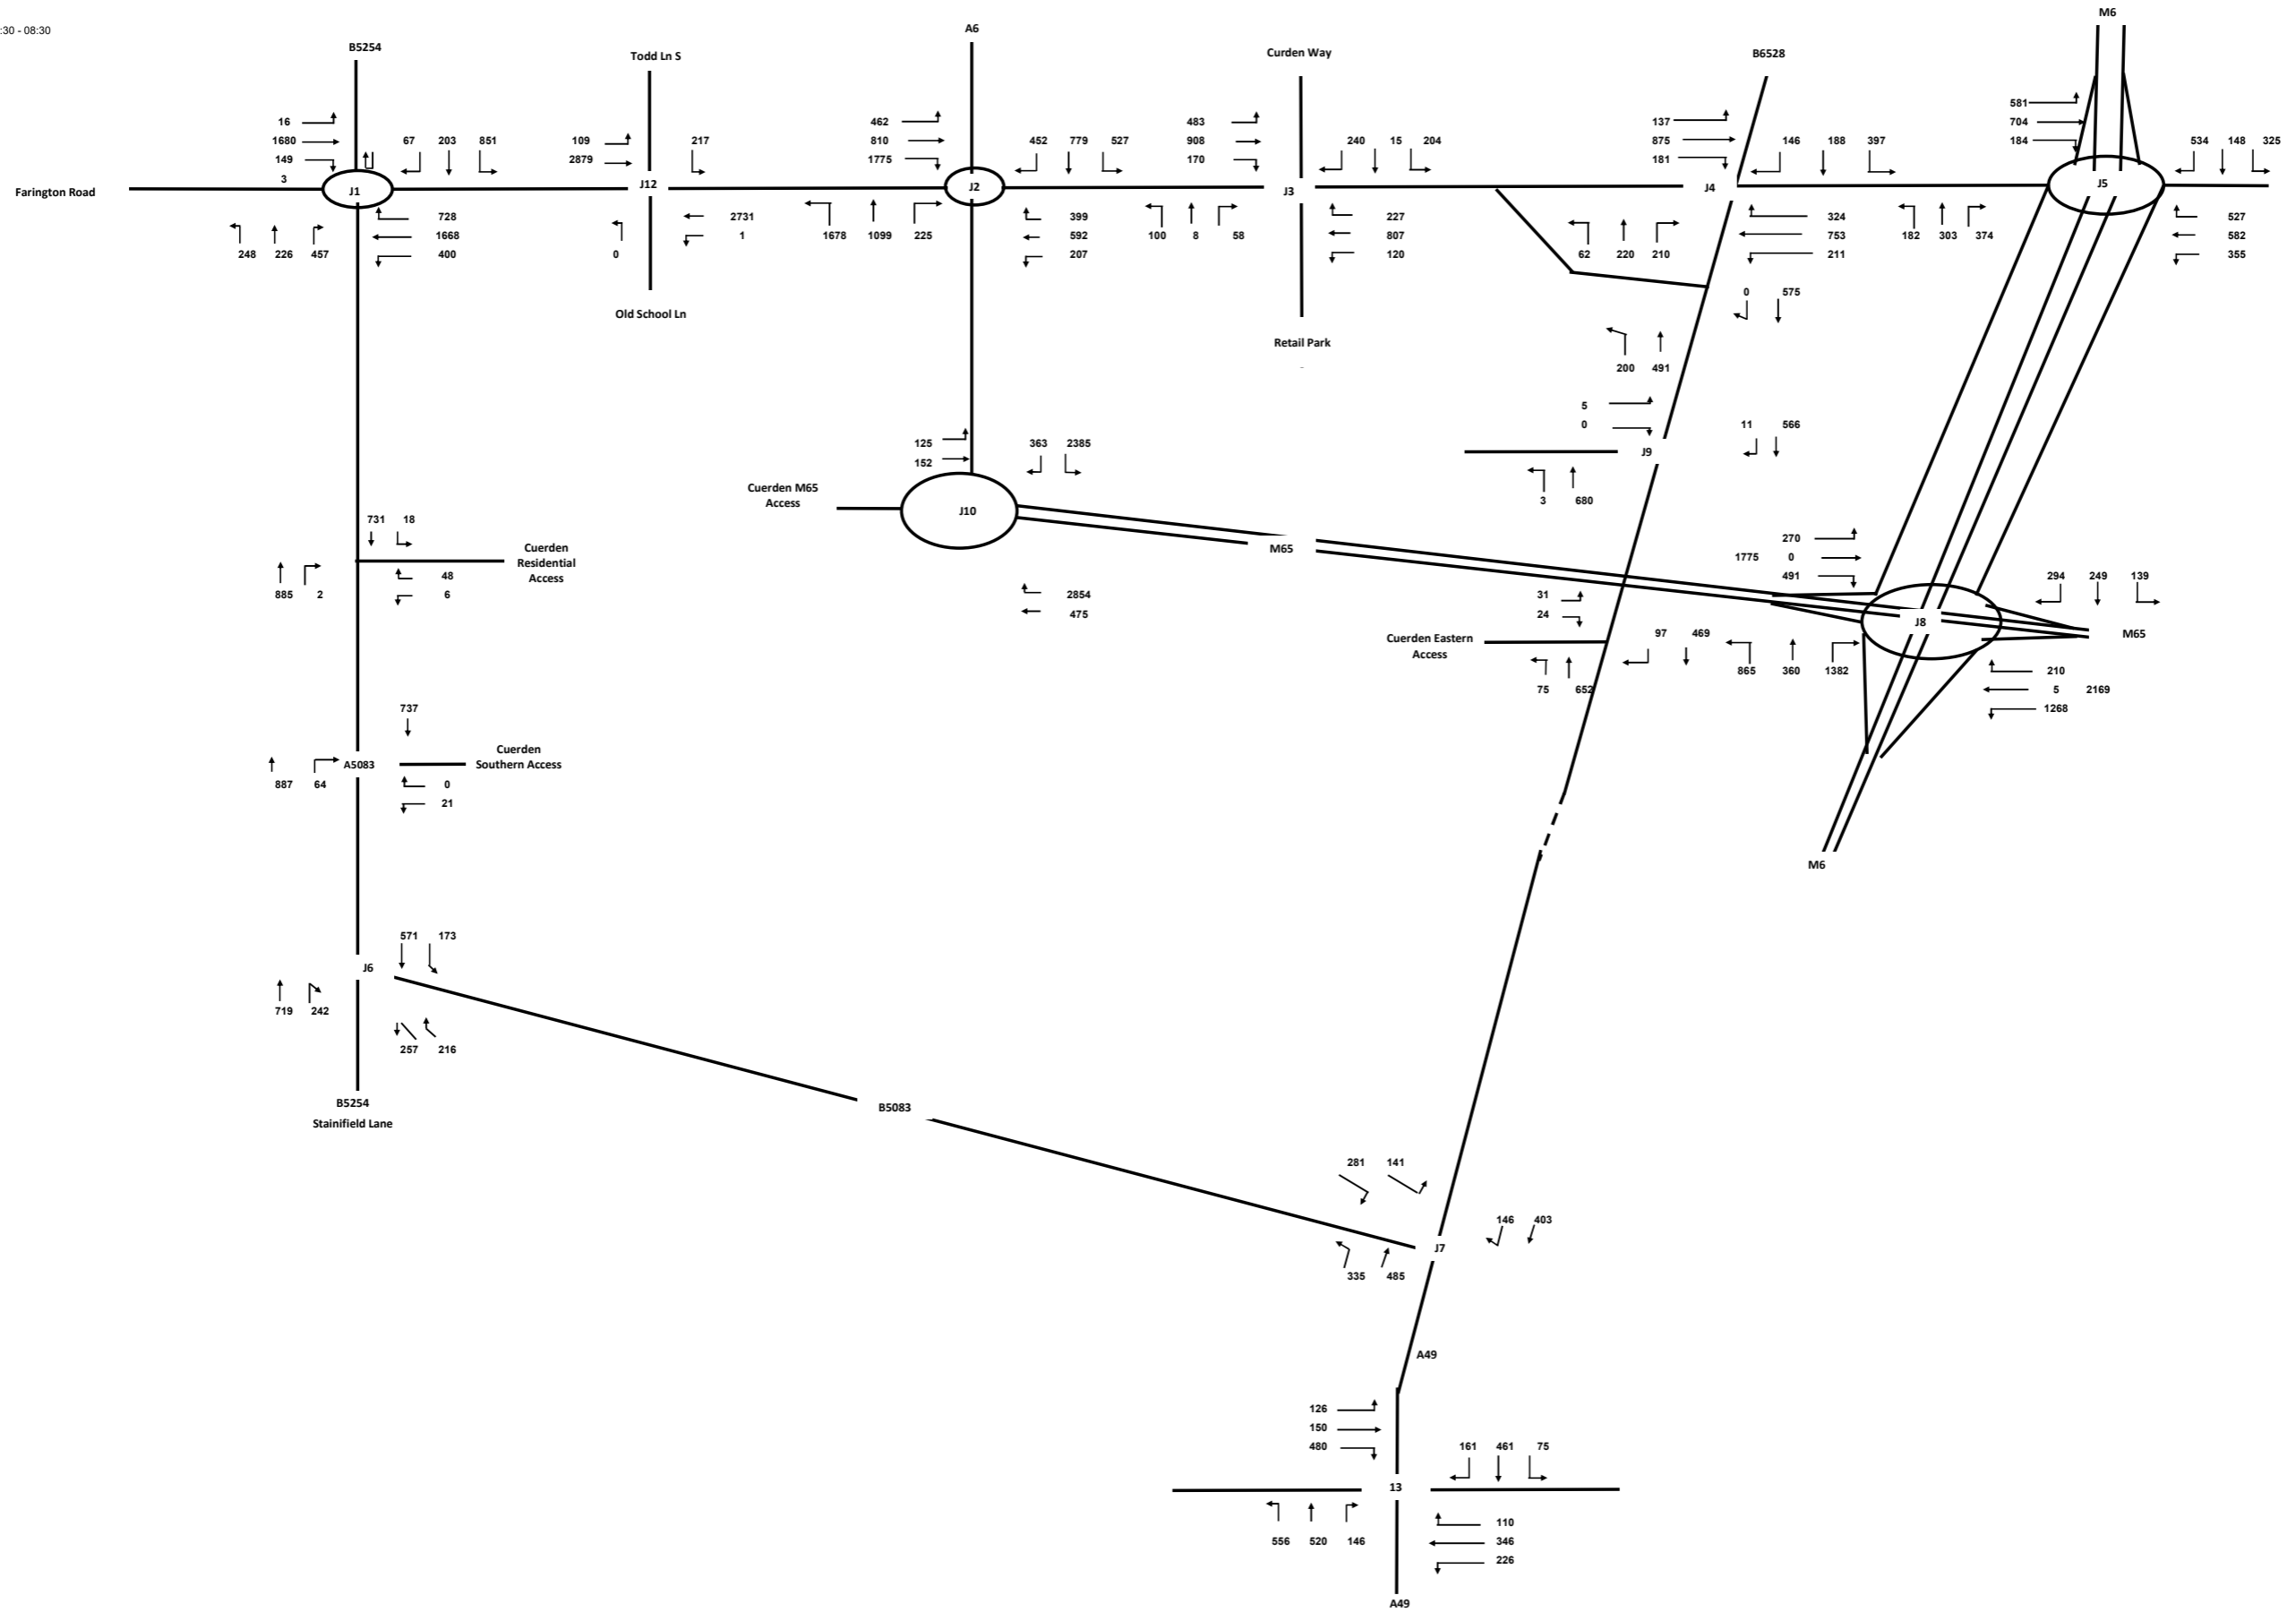 :30 - 08:30
M6
A6
B5254
Todd Ln S
Curden Way
B6528
16
1680
149
3
67 203 851
109
2879
217
462
810
1775
452 779 527
483
908
170
240 15 204
137
875
181
146 188 397
581
704
184
534 148 325
Farington Road
J1
J12
J2
J3
J4
J5
248 226 457
728
1668
400
0
2731
1
1678 1099 225
399
592
207
100 8 58
227
807
120
62 220 210
324
753
211
182 303 374
527
582
355
Old School Ln
Retail Park
-
0 575
200 491
5
0
11 566
J9
3 680
125
152
363 2385
Cuerden M65
Access
J10
M65
2854
475
731 18
Cuerden
Residential
Access
885 2
48
6
270
1775 0
491
294 249 139
31
24
Cuerden Eastern
Access
97 469
75 652
865 360 1382
J8
M65
210
5 2169
1268
M6
737
Cuerden
Southern Access
A5083
887 64
0
21
571 173
J6
719 242
257 216
B5254
Stainifield Lane
B5083
281 141
146 403
J7
335 485
A49
126
150
480
161 461 75
13
556 520 146
110
346
226
A49